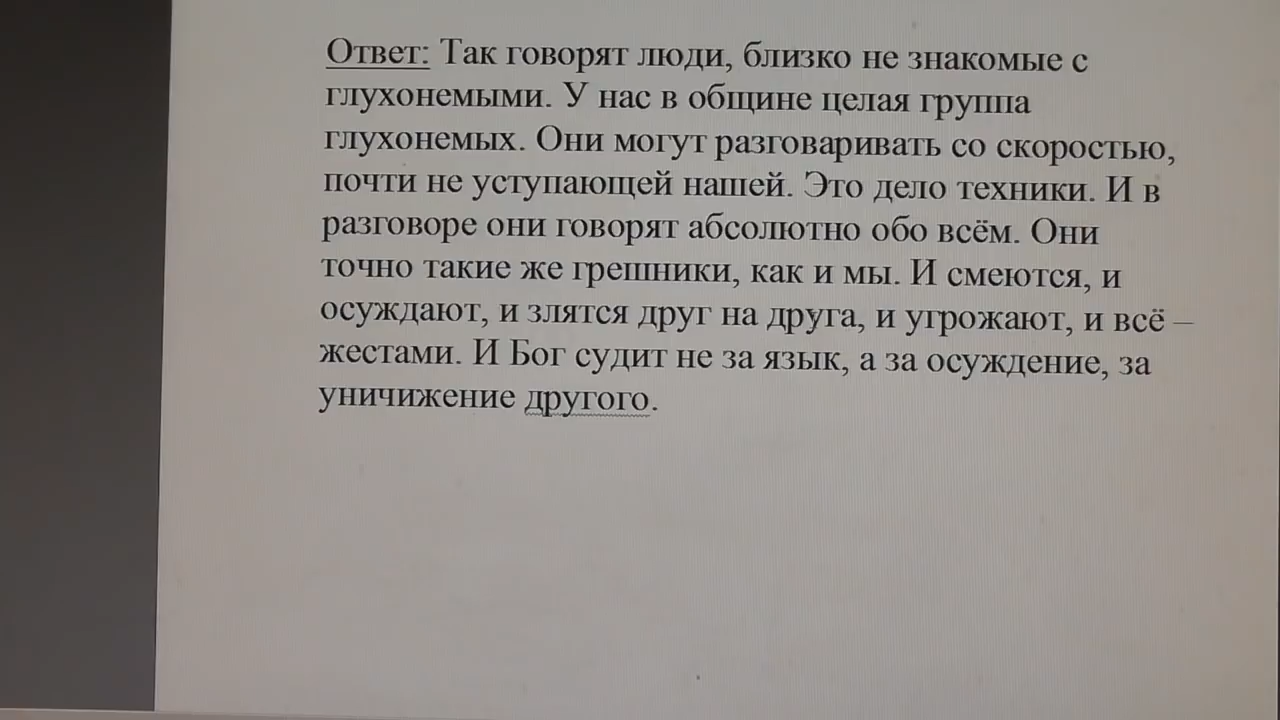 Ответ: Так говорят люди, близко не знакомые с
глухонемыми. У нас в общине целая группа
глухонемых. Они могут разговаривать со скоростью,
почти не уступающей нашей. Это дело техники. И в
разговоре они говорят абсолютно обо всём. Они
точно такие же грешники, как и мы. И смеются, и
осуждают, и злятся друг на друга, и угрожают, и всё –
жестами. И Бог судит не за язык, а за осуждение, за
уничижение другого.